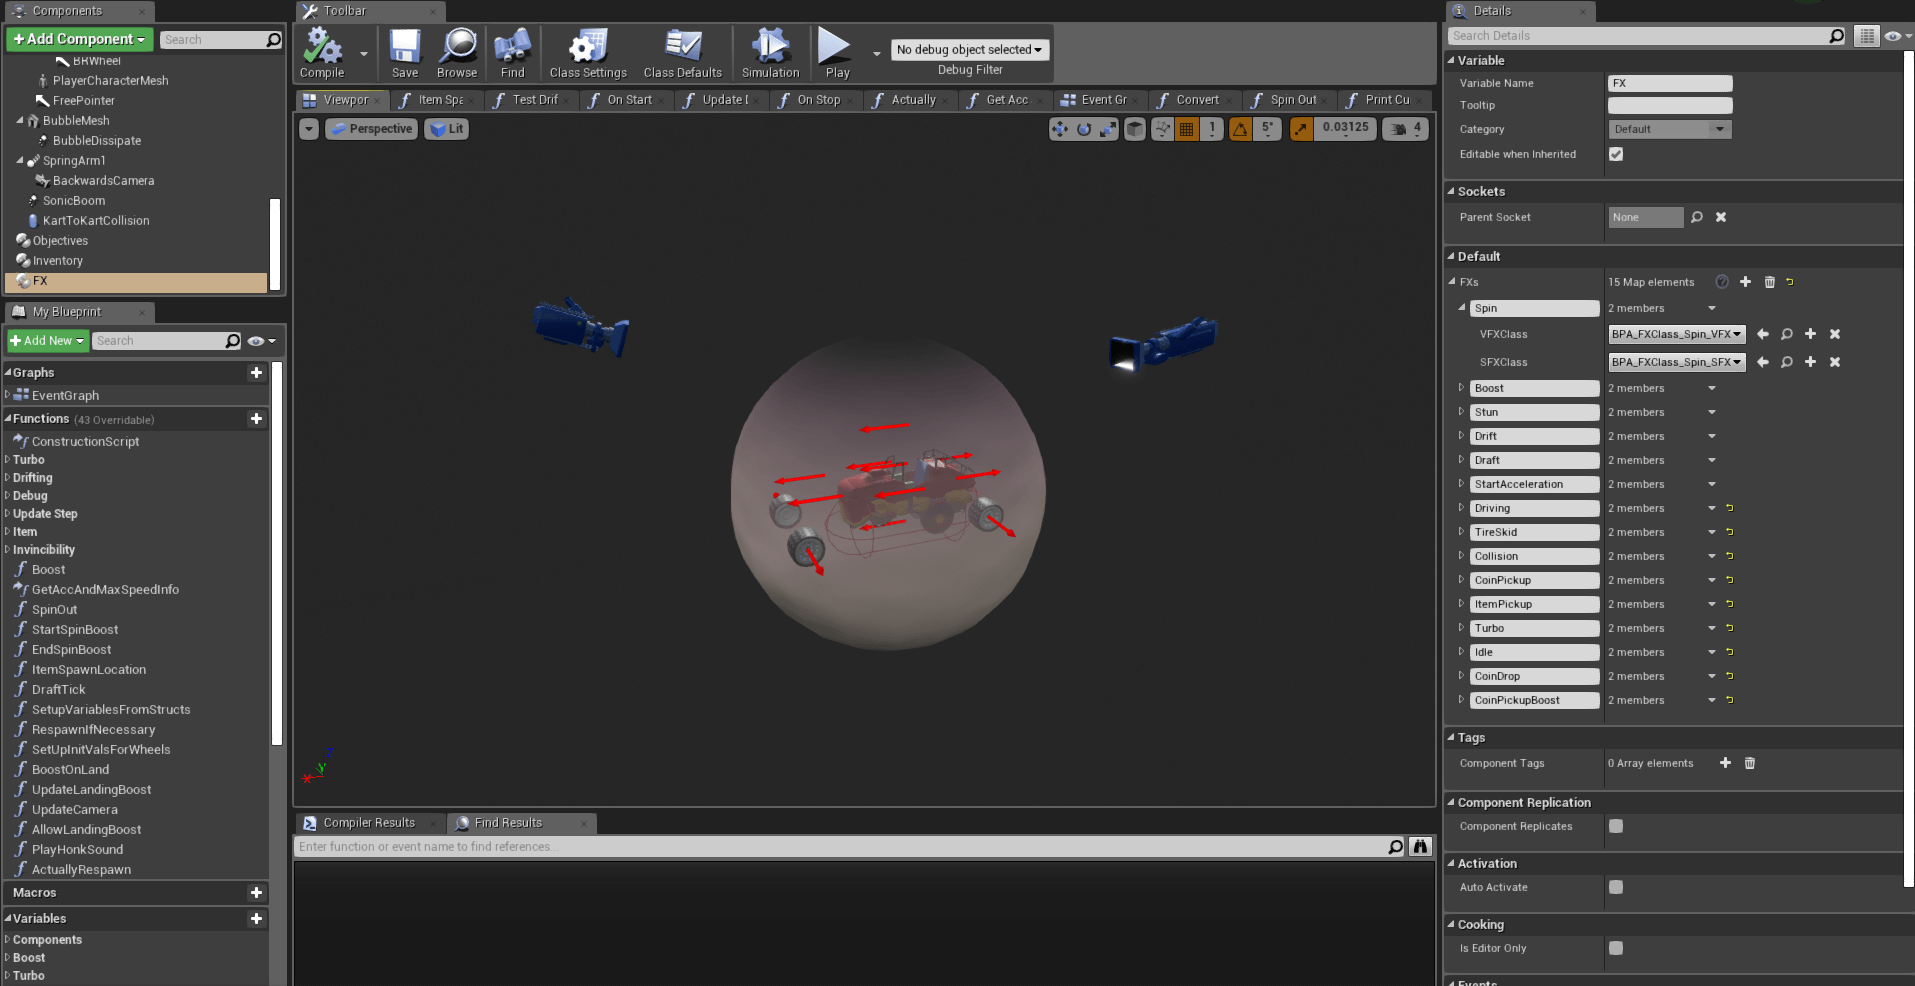 Components
Add Component
Search
BRWheel
PlayerCharacterMesh
FreePointer
BubbleMesh
BubbleDissipate
SpringArm1
BackwardsCamera
SonicBoom
KartToKartCollision
Objectives
Inventory
FX
My Blueprint
Add New
Search
Graphs
EventGraph
Functions (43 Overridable)
ConstructionScript
Turbo
Drifting
Debug
Update Step
Item
Invincibility
Boost
GetAccAndMaxSpeedInfo
SpinOut
StartSpinBoost
EndSpinBoost
ItemSpawnLocation
DraftTick
SetupVariablesFromStructs
RespawnIfNecessary
SetUpInitValsForWheels
BoostOnLand
UpdateLandingBoost
UpdateCamera
AllowLandingBoost
PlayHonkSound
ActuallyRespawn
Macros
Variables
Components
Boost
Turbo
Toolbar
Compile
Save
Browse
Find
Class Settings
Class Defaults
Simulation
Play
No debug object selected
Debug Filter
Viewpor
Item Spa
Test Drif
On Start
Update D
On Stop
Actually
Get Acc
Event Gr
Convert
Spin Out
Print Cu
Perspective
Lit
1
5°
0.03125
4
Z
Y
X
Compiler Results
Find Results
Enter function or event name to find references...
Details
Search Details
Variable
Variable Name FX
Tooltip
Category Default
Editable when Inherited
Sockets
Parent Socket None
Default
FXs 15 Map elements
Spin 2 members
VFXClass BPA_FXClass_Spin_VFX
SFXClass BPA_FXClass_Spin_SFX
Boost 2 members
Stun 2 members
Drift 2 members
Draft 2 members
StartAcceleration 2 members
Driving 2 members
TireSkid 2 members
Collision 2 members
CoinPickup 2 members
ItemPickup 2 members
Turbo 2 members
Idle 2 members
CoinDrop 2 members
CoinPickupBoost 2 members
Tags
Component Tags 0 Array elements
Component Replication
Component Replicates
Activation
Auto Activate
Cooking
Is Editor Only
Events